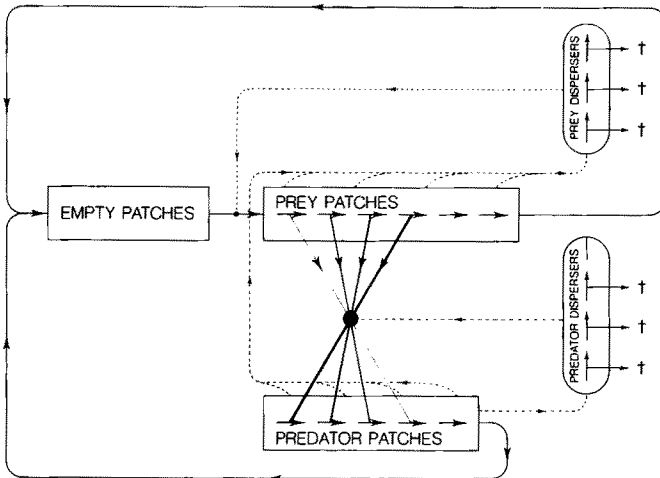 PREY DISPERSERS
†
†
†
EMPTY PATCHES
PREY PATCHES
PREDATOR DISPERSERS
†
†
†
PREDATOR PATCHES